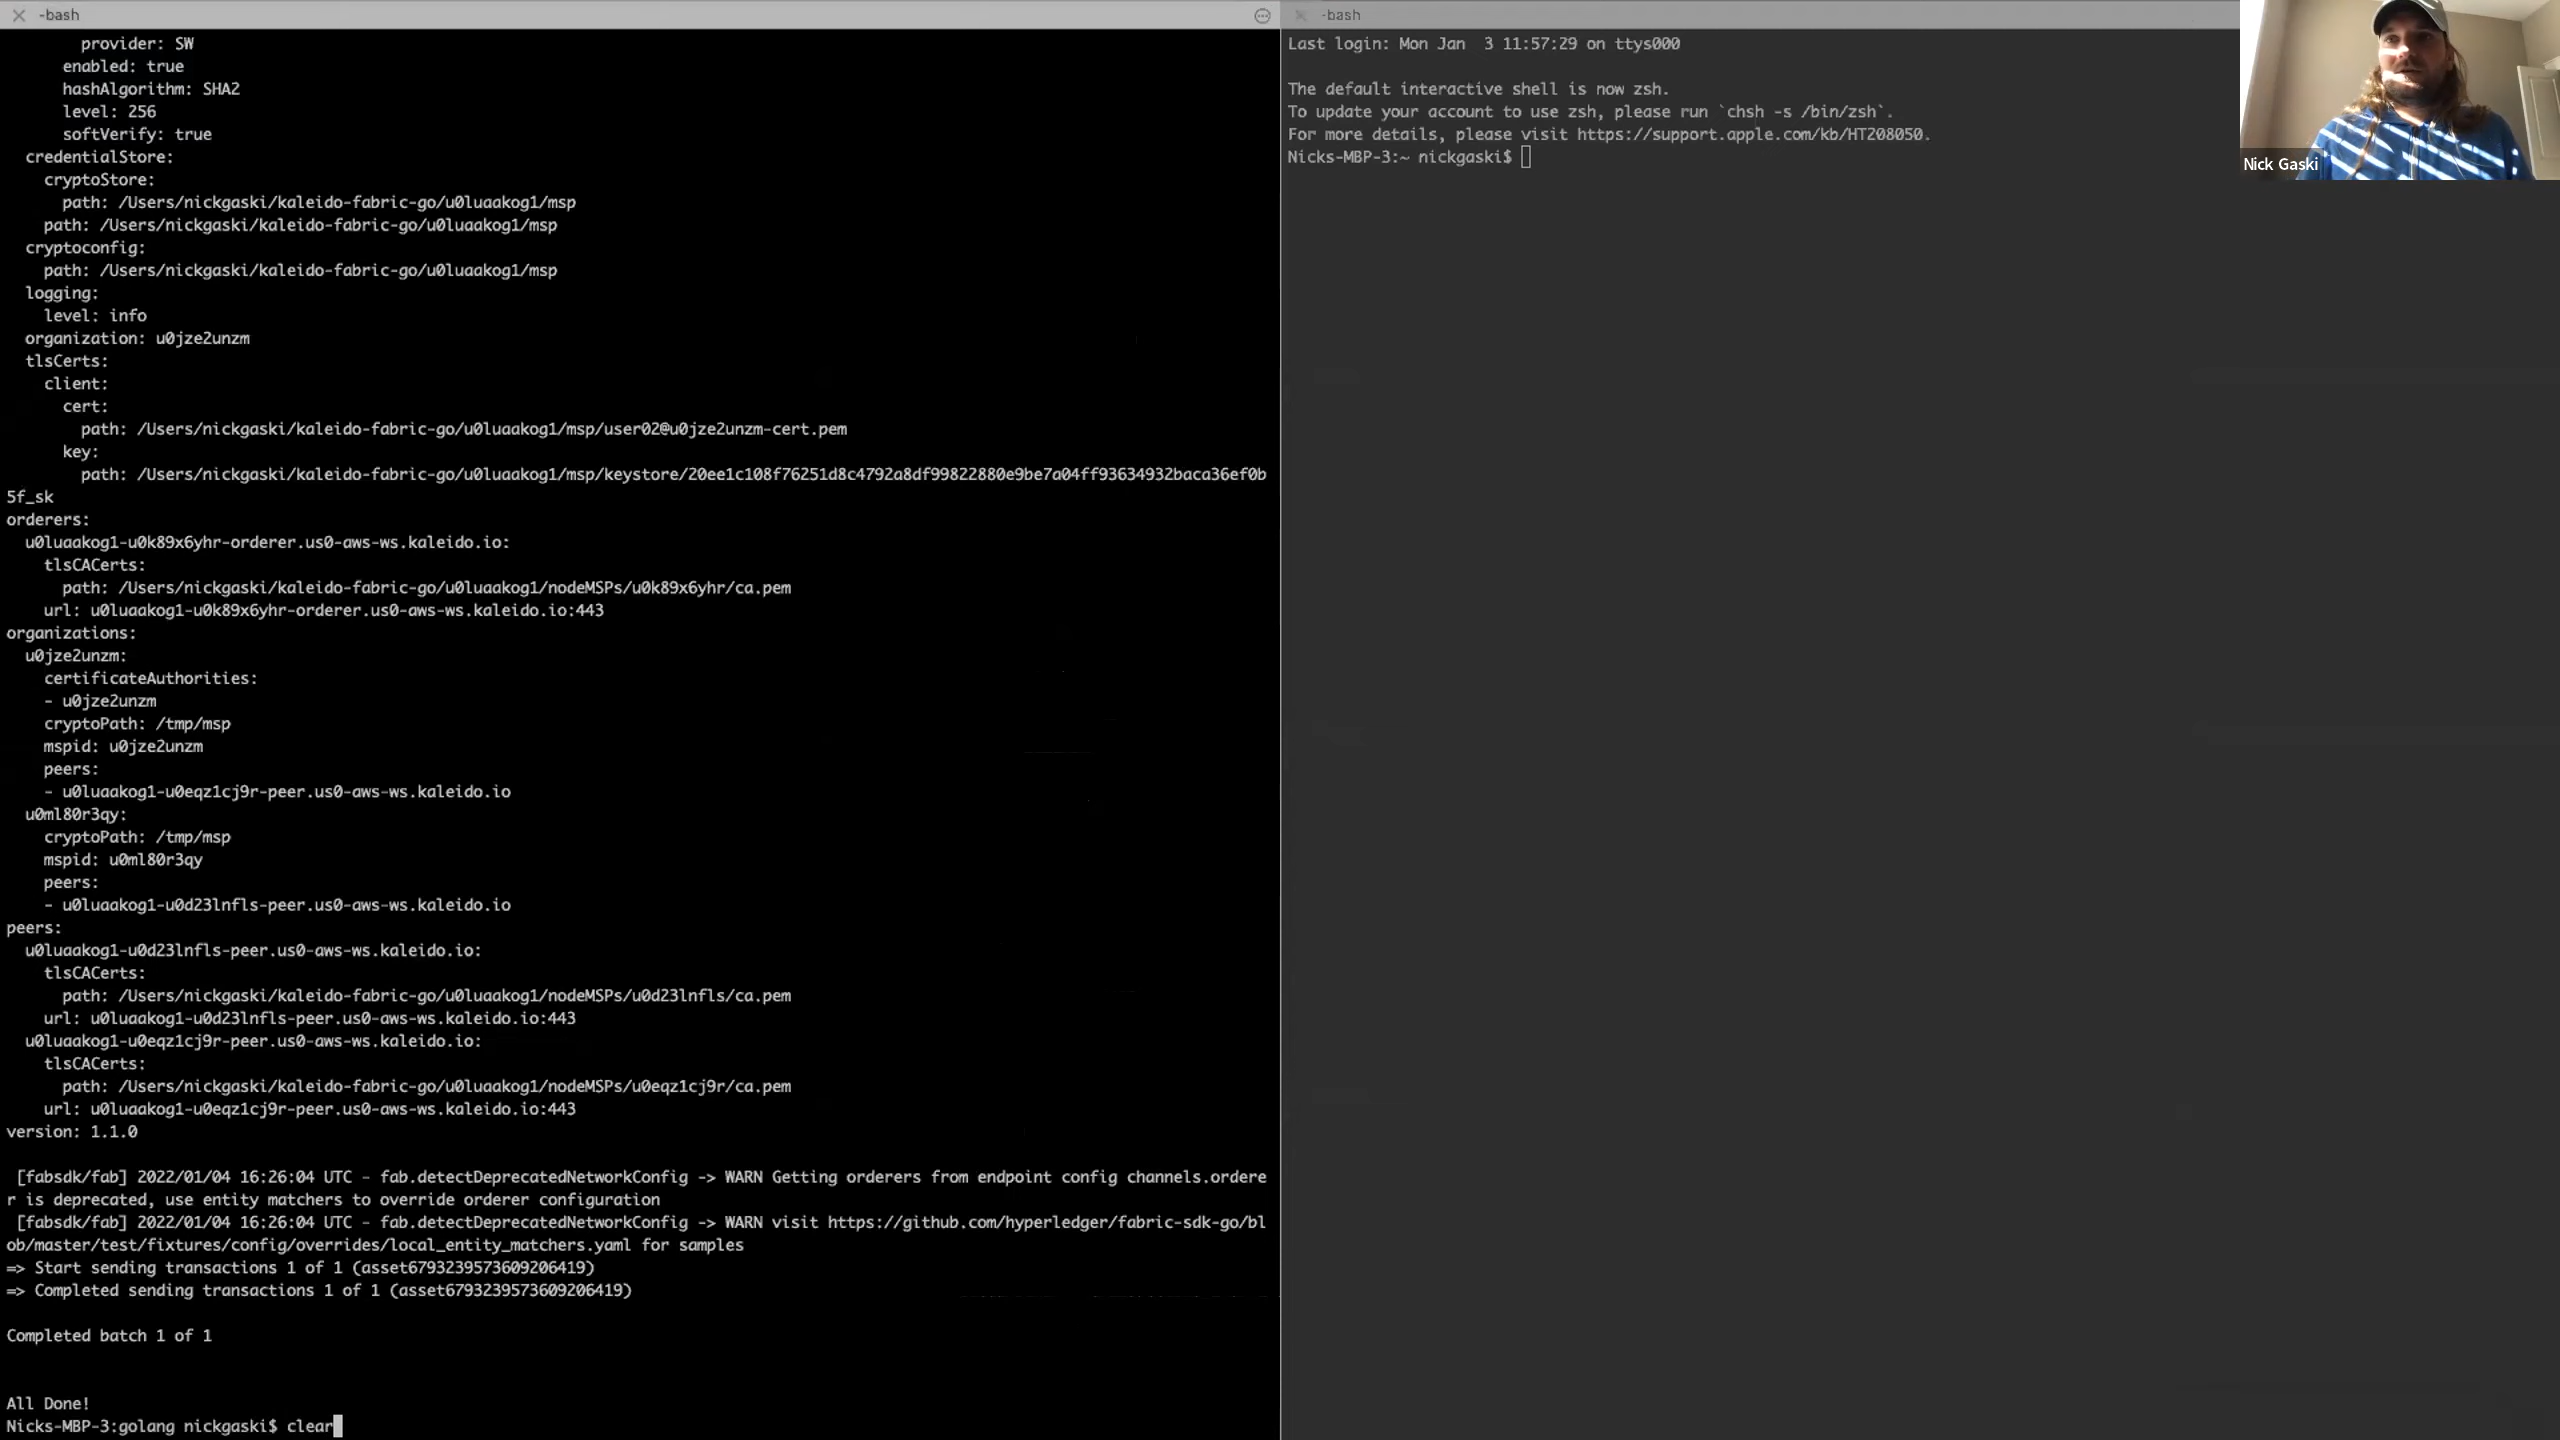 -bash
provider: SW
enabled: true
hashAlgorithm: SHA2
level: 256
softVerify: true
credentialStore:
cryptoStore:
path: /Users/nickgaski/kaleido-fabric-go/u0luaakog1/msp
path: /Users/nickgaski/kaleido-fabric-go/u0luaakog1/msp
cryptoconfig:
path: /Users/nickgaski/kaleido-fabric-go/u0luaakog1/msp
logging:
level: info
organization: u0jze2unzm
tlsCerts:
client:
cert:
path: /Users/nickgaski/kaleido-fabric-go/u0luaakog1/msp/user02@u0jze2unzm-cert.pem
key:
path: /Users/nickgaski/kaleido-fabric-go/u0luaakog1/msp/keystore/20ee1c108f76251d8c4792a8df99822880e9be7a04ff93634932baca36ef0b
5f_sk
orderers:
u0luaakog1-u0k89x6yhr-orderer.us0-aws-ws.kaleido.io:
tlsCACerts:
path: /Users/nickgaski/kaleido-fabric-go/u0luaakog1/nodeMSPs/u0k89x6yhr/ca.pem
url: u0luaakog1-u0k89x6yhr-orderer.us0-aws-ws.kaleido.io:443
organizations:
u0jze2unzm:
certificateAuthorities:
- u0jze2unzm
cryptoPath: /tmp/msp
mspid: u0jze2unzm
peers:
- u0luaakog1-u0eqz1cj9r-peer.us0-aws-ws.kaleido.io
u0ml80r3qy:
cryptoPath: /tmp/msp
mspid: u0ml80r3qy
peers:
- u0luaakog1-u0d23lnfls-peer.us0-aws-ws.kaleido.io
peers:
u0luaakog1-u0d23lnfls-peer.us0-aws-ws.kaleido.io:
tlsCACerts:
path: /Users/nickgaski/kaleido-fabric-go/u0luaakog1/nodeMSPs/u0d23lnfls/ca.pem
url: u0luaakog1-u0d23lnfls-peer.us0-aws-ws.kaleido.io:443
u0luaakog1-u0eqz1cj9r-peer.us0-aws-ws.kaleido.io:
tlsCACerts:
path: /Users/nickgaski/kaleido-fabric-go/u0luaakog1/nodeMSPs/u0eqz1cj9r/ca.pem
url: u0luaakog1-u0eqz1cj9r-peer.us0-aws-ws.kaleido.io:443
version: 1.1.0
[fabsdk/fab] 2022/01/04 16:26:04 UTC - fab.detectDeprecatedNetworkConfig -> WARN Getting orderers from endpoint config channels.ordere
r is deprecated, use entity matchers to override orderer configuration
[fabsdk/fab] 2022/01/04 16:26:04 UTC - fab.detectDeprecatedNetworkConfig -> WARN visit https://github.com/hyperledger/fabric-sdk-go/bl
ob/master/test/fixtures/config/overrides/local_entity_matchers.yaml for samples
=> Start sending transactions 1 of 1 (asset6793239573609206419)
=> Completed sending transactions 1 of 1 (asset6793239573609206419)
Completed batch 1 of 1
All Done!
Nicks-MBP-3:golang nickgaski$ clear
-bash
Last login: Mon Jan  3 11:57:29 on ttys000
The default interactive shell is now zsh.
To update your account to use zsh, please run `chsh -s /bin/zsh`.
For more details, please visit https://support.apple.com/kb/HT208050.
Nicks-MBP-3:~ nickgaski$
Nick Gaski